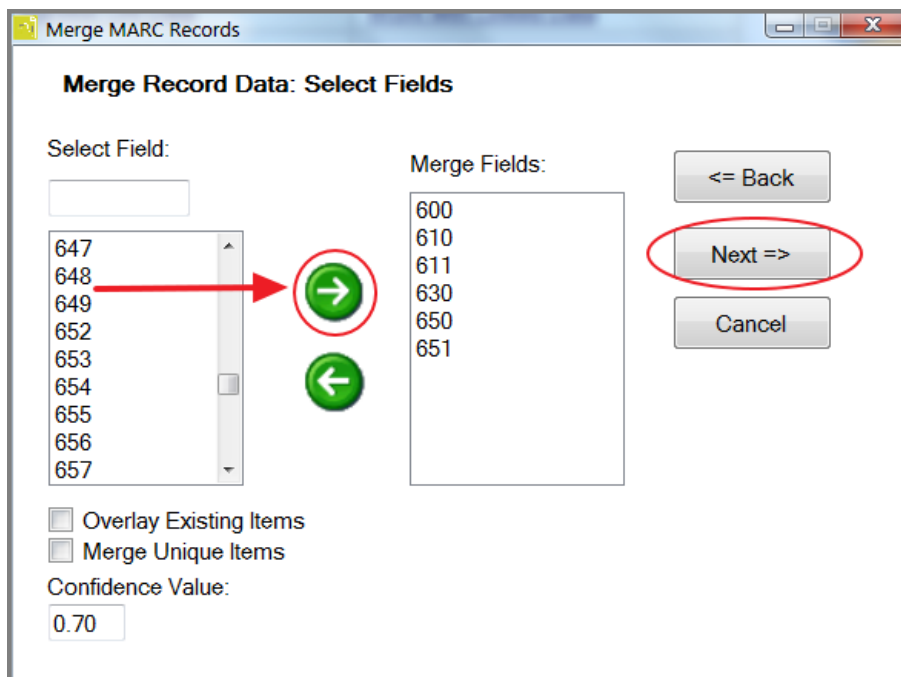 Merge MARC Records
Merge Record Data: Select Fields
Select Field:
647
648
649
652
653
654
655
656
657
Merge Fields:
600
610
611
630
650
651
<= Back
Next =>
Cancel
Overlay Existing Items
Merge Unique Items
Confidence Value:
0.70